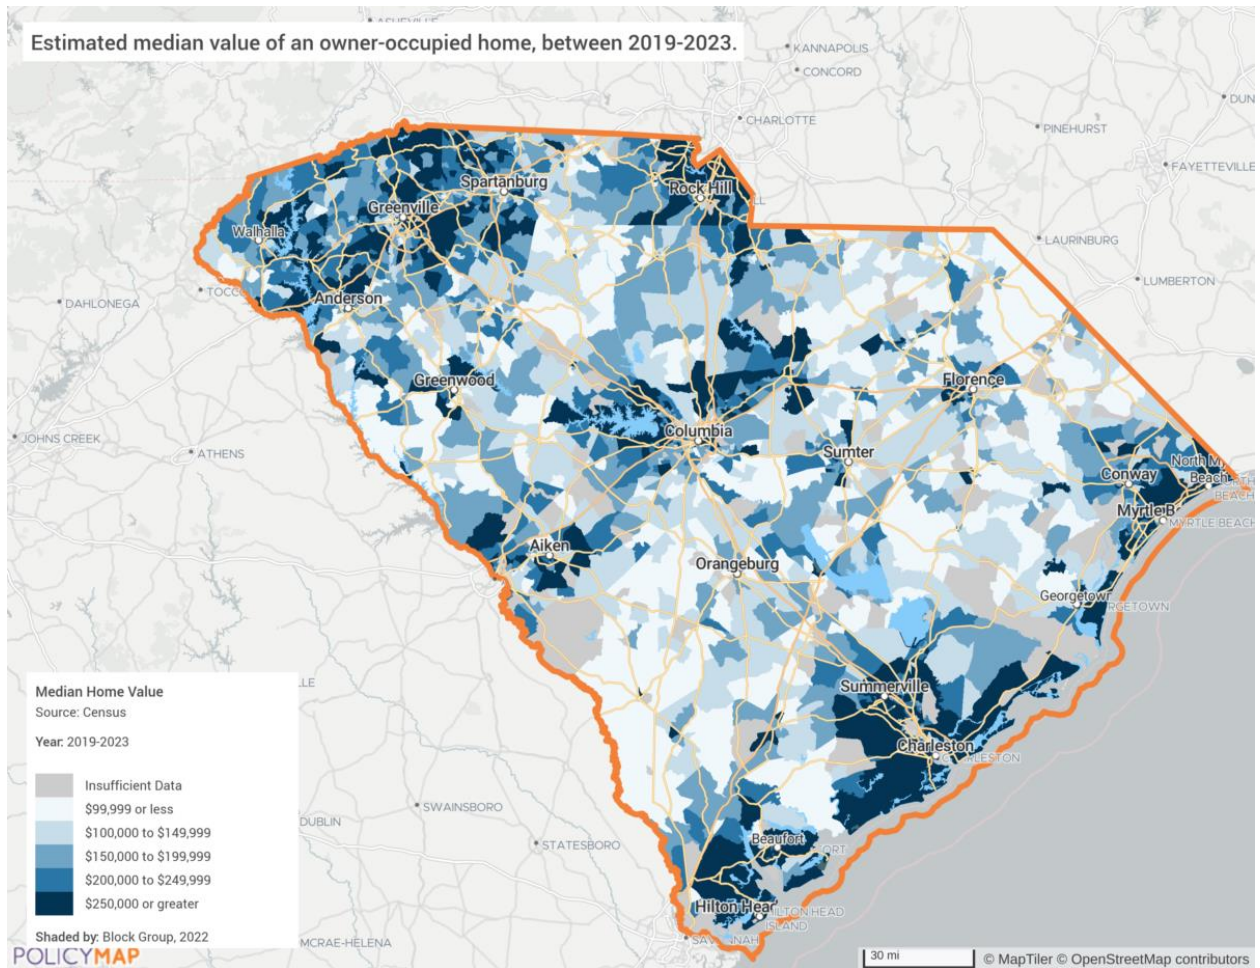 ASHEVILLE
Estimated median value of an owner-occupied home, between 2019-2023.
KANNAPOLIS
CONCORD
CHARLOTTE
PINEHURST
FAYETTEVILLE
Spartanburg
Rock Hill
Greenville
Walhalla
LAURINBURG
LUMBERTON
DAHLONEGA
Anderson
Greenwood
Florence
JOHNS CREEK
ATHENS
Columbia
Sumter
Conway
Beach
BEACH
Myrtle B
MYRTLE BEACH
Aiken
Orangeburg
Georgetown
Summerville
Charleston
Median Home Value
Source: Census
Year: 2019-2023
Insufficient Data
$99,999 or less
$100,000 to $149,999
$150,000 to $199,999
$200,000 to $249,999
$250,000 or greater
Shaded by: Block Group, 2022
SWAINSBORO
DUBLIN
STATESBORO
Beaufort
Hilton Hea
HILTON HEAD
ISLAND
SAVANNAH
MCRAE-HELENA
POLICYMAP
30 mi
© MapTiler © OpenStreetMap contributors